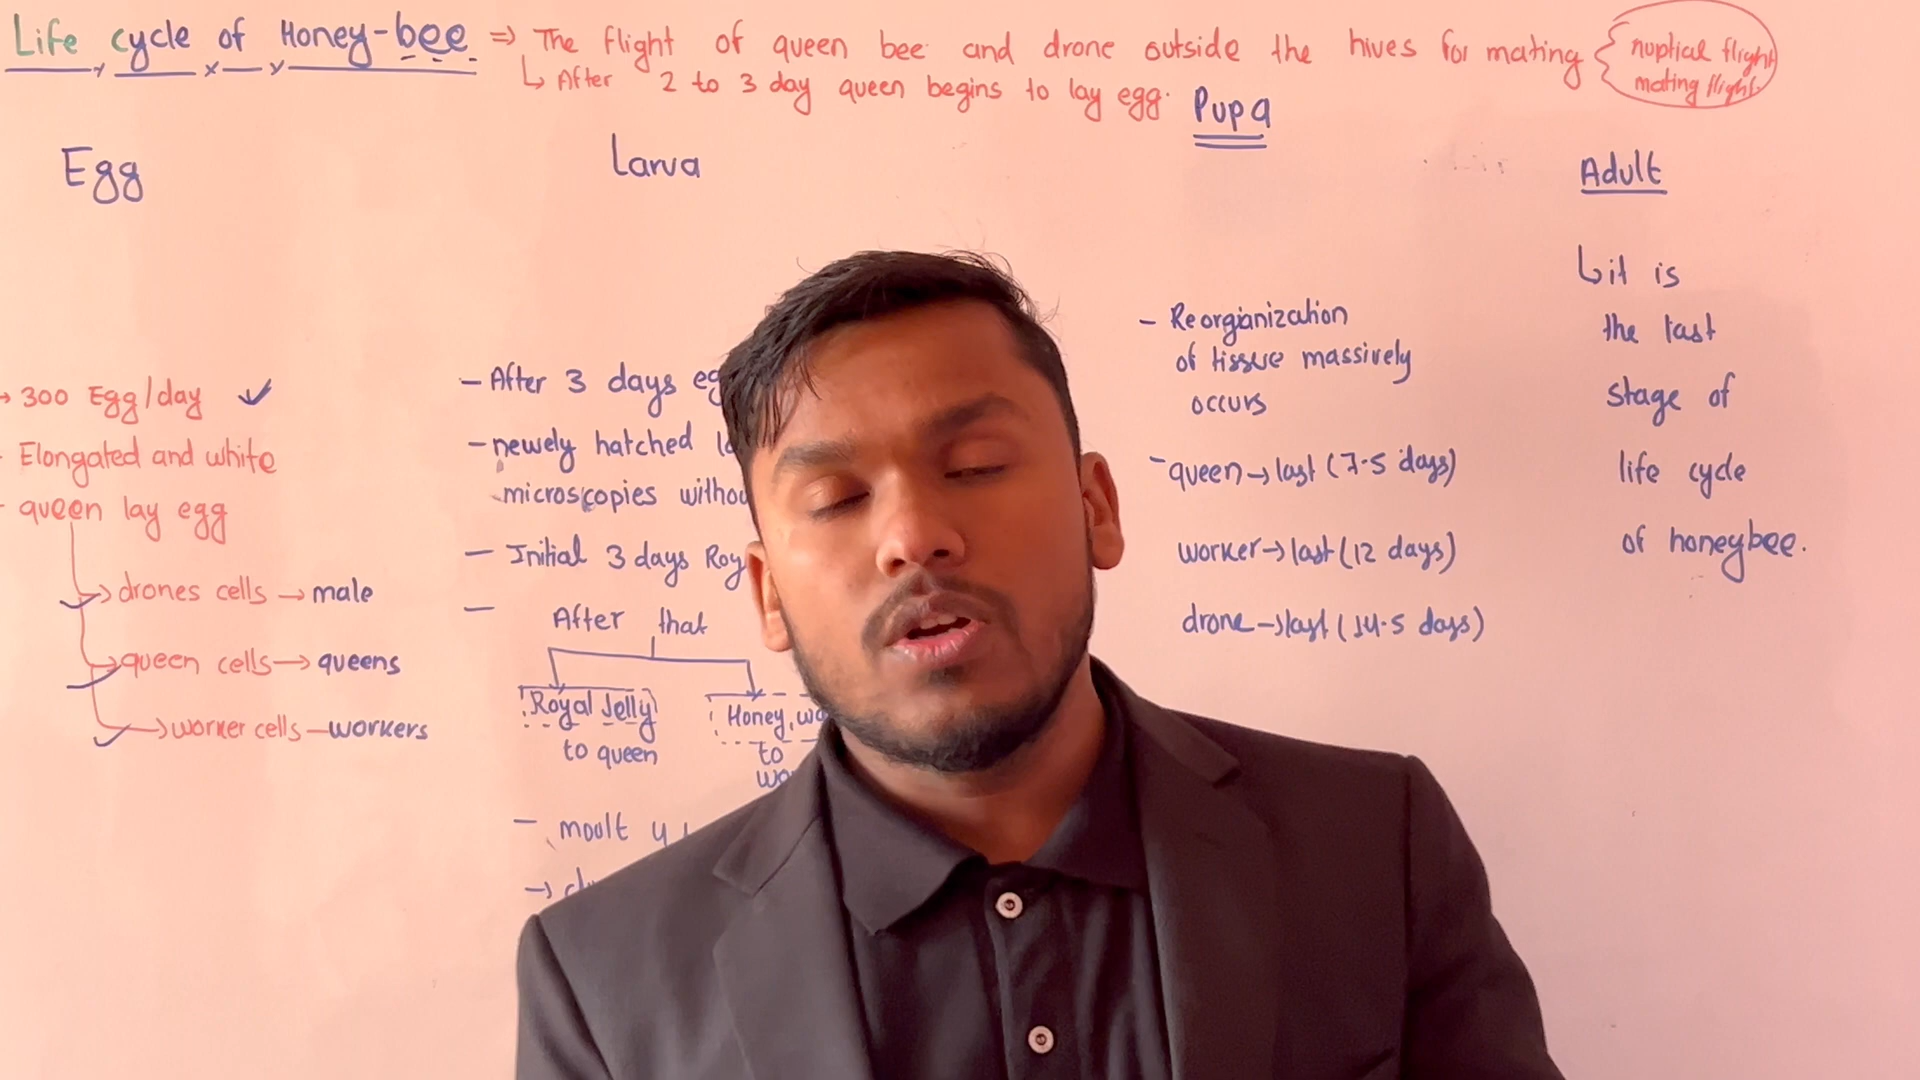 Life cycle of Honey-bee ⇒ The flight of queen bee and drone outside the hives for mating { nuptial flight
mating flight.
↳ After 2 to 3 day queen begins to lay egg.
Egg
→ 300 Egg/day ✓
- Elongated and white
- queen lay egg
→ drones cells → male
→ queen cells → queens
→ worker cells – workers
Larva
- After 3 days
- newely hatched
microscopies
- Initial 3 days
- After that
Royal Jelly
to queen
Honey,
to
- moolt
Pupa
- Reorgianization
of tissue massively
occurs
- queen → last (7.5 days)
worker → last (12 days)
drone → last (14.5 days)
Adult
↳ it is
the last
stage of
life cycle
of honeybee.